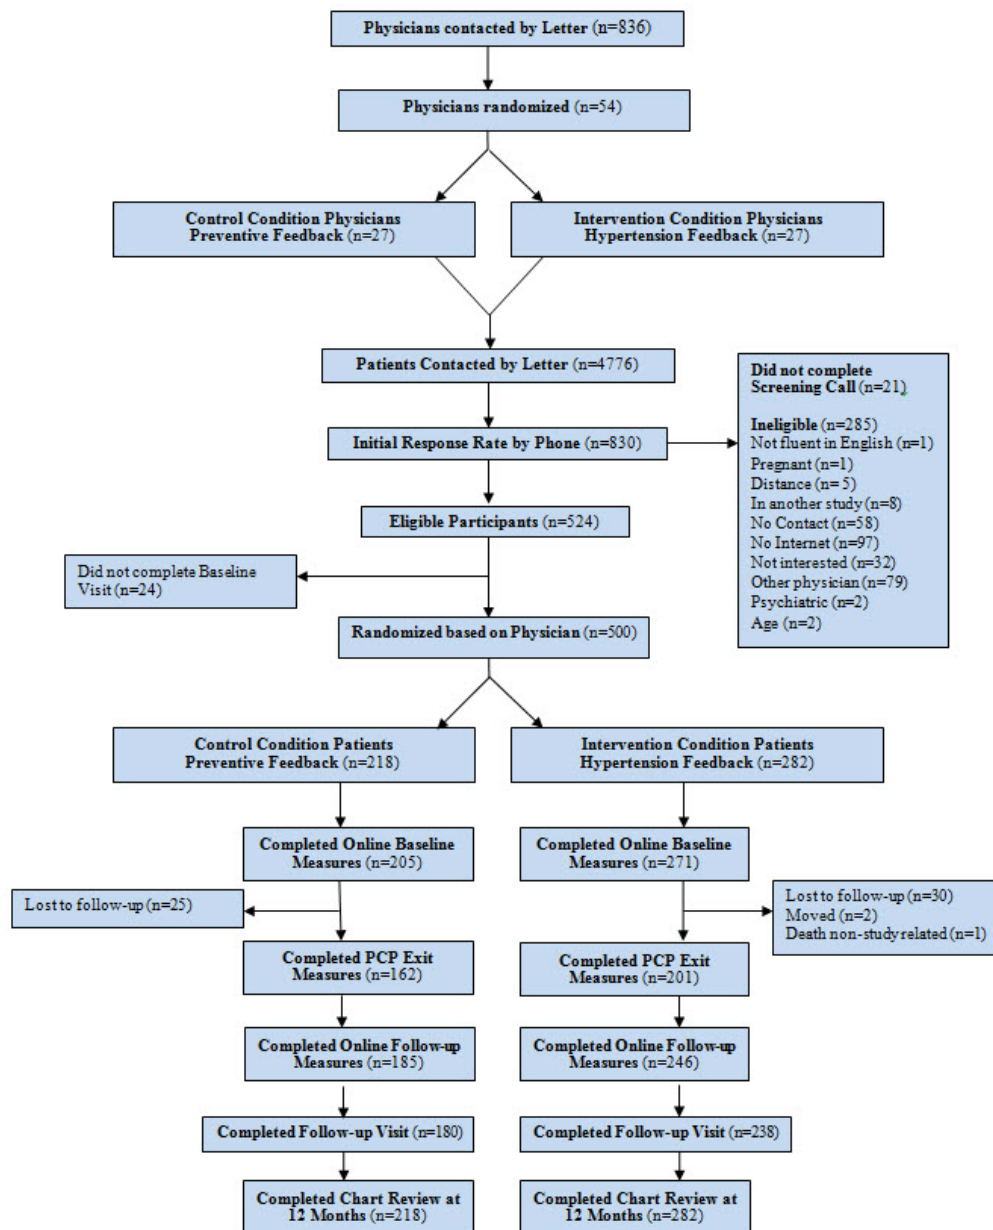 Physicians contacted by Letter (n=836)
Physicians randomized (n=54)
Control Condition Physicians
Preventive Feedback (n=27)
Intervention Condition Physicians
Hypertension Feedback (n=27)
Patients Contacted by Letter (n=4776)
Initial Response Rate by Phone (n=830)
Did not complete
Screening Call (n=21)
Ineligible (n=285)
Not fluent in English (n=1)
Pregnant (n=1)
Distance (n= 5)
In another study (n=8)
No Contact (n=58)
No Internet (n=97)
Not interested (n=32)
Other physician (n=79)
Psychiatric (n=2)
Age (n=2)
Eligible Participants (n=524)
Did not complete Baseline
Visit (n=24)
Randomized based on Physician (n=500)
Control Condition Patients
Preventive Feedback (n=218)
Intervention Condition Patients
Hypertension Feedback (n=282)
Completed Online Baseline
Measures (n=205)
Completed Online Baseline
Measures (n=271)
Lost to follow-up (n=25)
Lost to follow-up (n=30)
Moved (n=2)
Death non-study related (n=1)
Completed PCP Exit
Measures (n=162)
Completed PCP Exit
Measures (n=201)
Completed Online Follow-up
Measures (n=185)
Completed Online Follow-up
Measures (n=246)
Completed Follow-up Visit (n=180)
Completed Follow-up Visit (n=238)
Completed Chart Review at
12 Months (n=218)
Completed Chart Review at
12 Months (n=282)